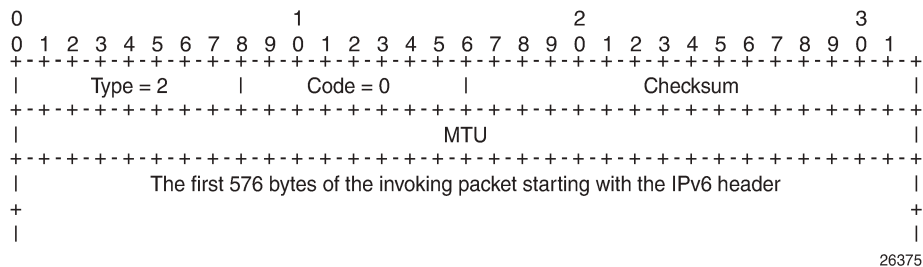 0 1 2 3
0 1 2 3 4 5 6 7 8 9 0 1 2 3 4 5 6 7 8 9 0 1 2 3 4 5 6 7 8 9 0 1
+-+-+-+-+-+-+-+-+-+-+-+-+-+-+-+-+-+-+-+-+-+-+-+-+-+-+-+-+-+-+-+-+
| Type = 2 | Code = 0 | Checksum |
+-+-+-+-+-+-+-+-+-+-+-+-+-+-+-+-+-+-+-+-+-+-+-+-+-+-+-+-+-+-+-+-+
| MTU |
+-+-+-+-+-+-+-+-+-+-+-+-+-+-+-+-+-+-+-+-+-+-+-+-+-+-+-+-+-+-+-+-+
| The first 576 bytes of the invoking packet starting with the IPv6 header |
+ +
| |
26375